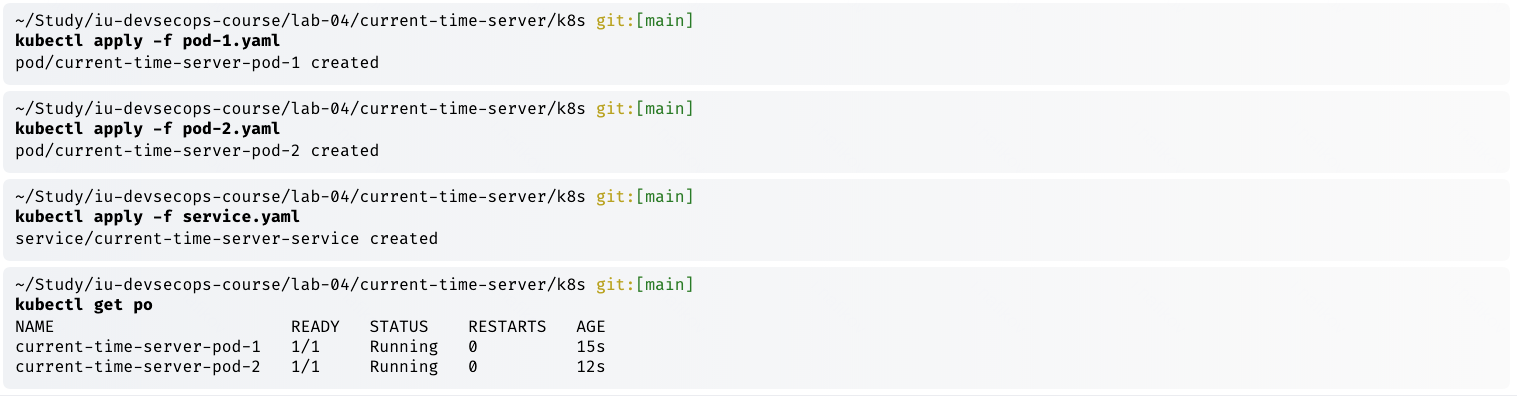 ~/Study/iu-devsecops-course/lab-04/current-time-server/k8s git:[main]
kubectl apply -f pod-1.yaml
pod/current-time-server-pod-1 created
~/Study/iu-devsecops-course/lab-04/current-time-server/k8s git:[main]
kubectl apply -f pod-2.yaml
pod/current-time-server-pod-2 created
~/Study/iu-devsecops-course/lab-04/current-time-server/k8s git:[main]
kubectl apply -f service.yaml
service/current-time-server-service created
~/Study/iu-devsecops-course/lab-04/current-time-server/k8s git:[main]
kubectl get po
NAME                        READY   STATUS    RESTARTS   AGE
current-time-server-pod-1   1/1     Running   0          15s
current-time-server-pod-2   1/1     Running   0          12s